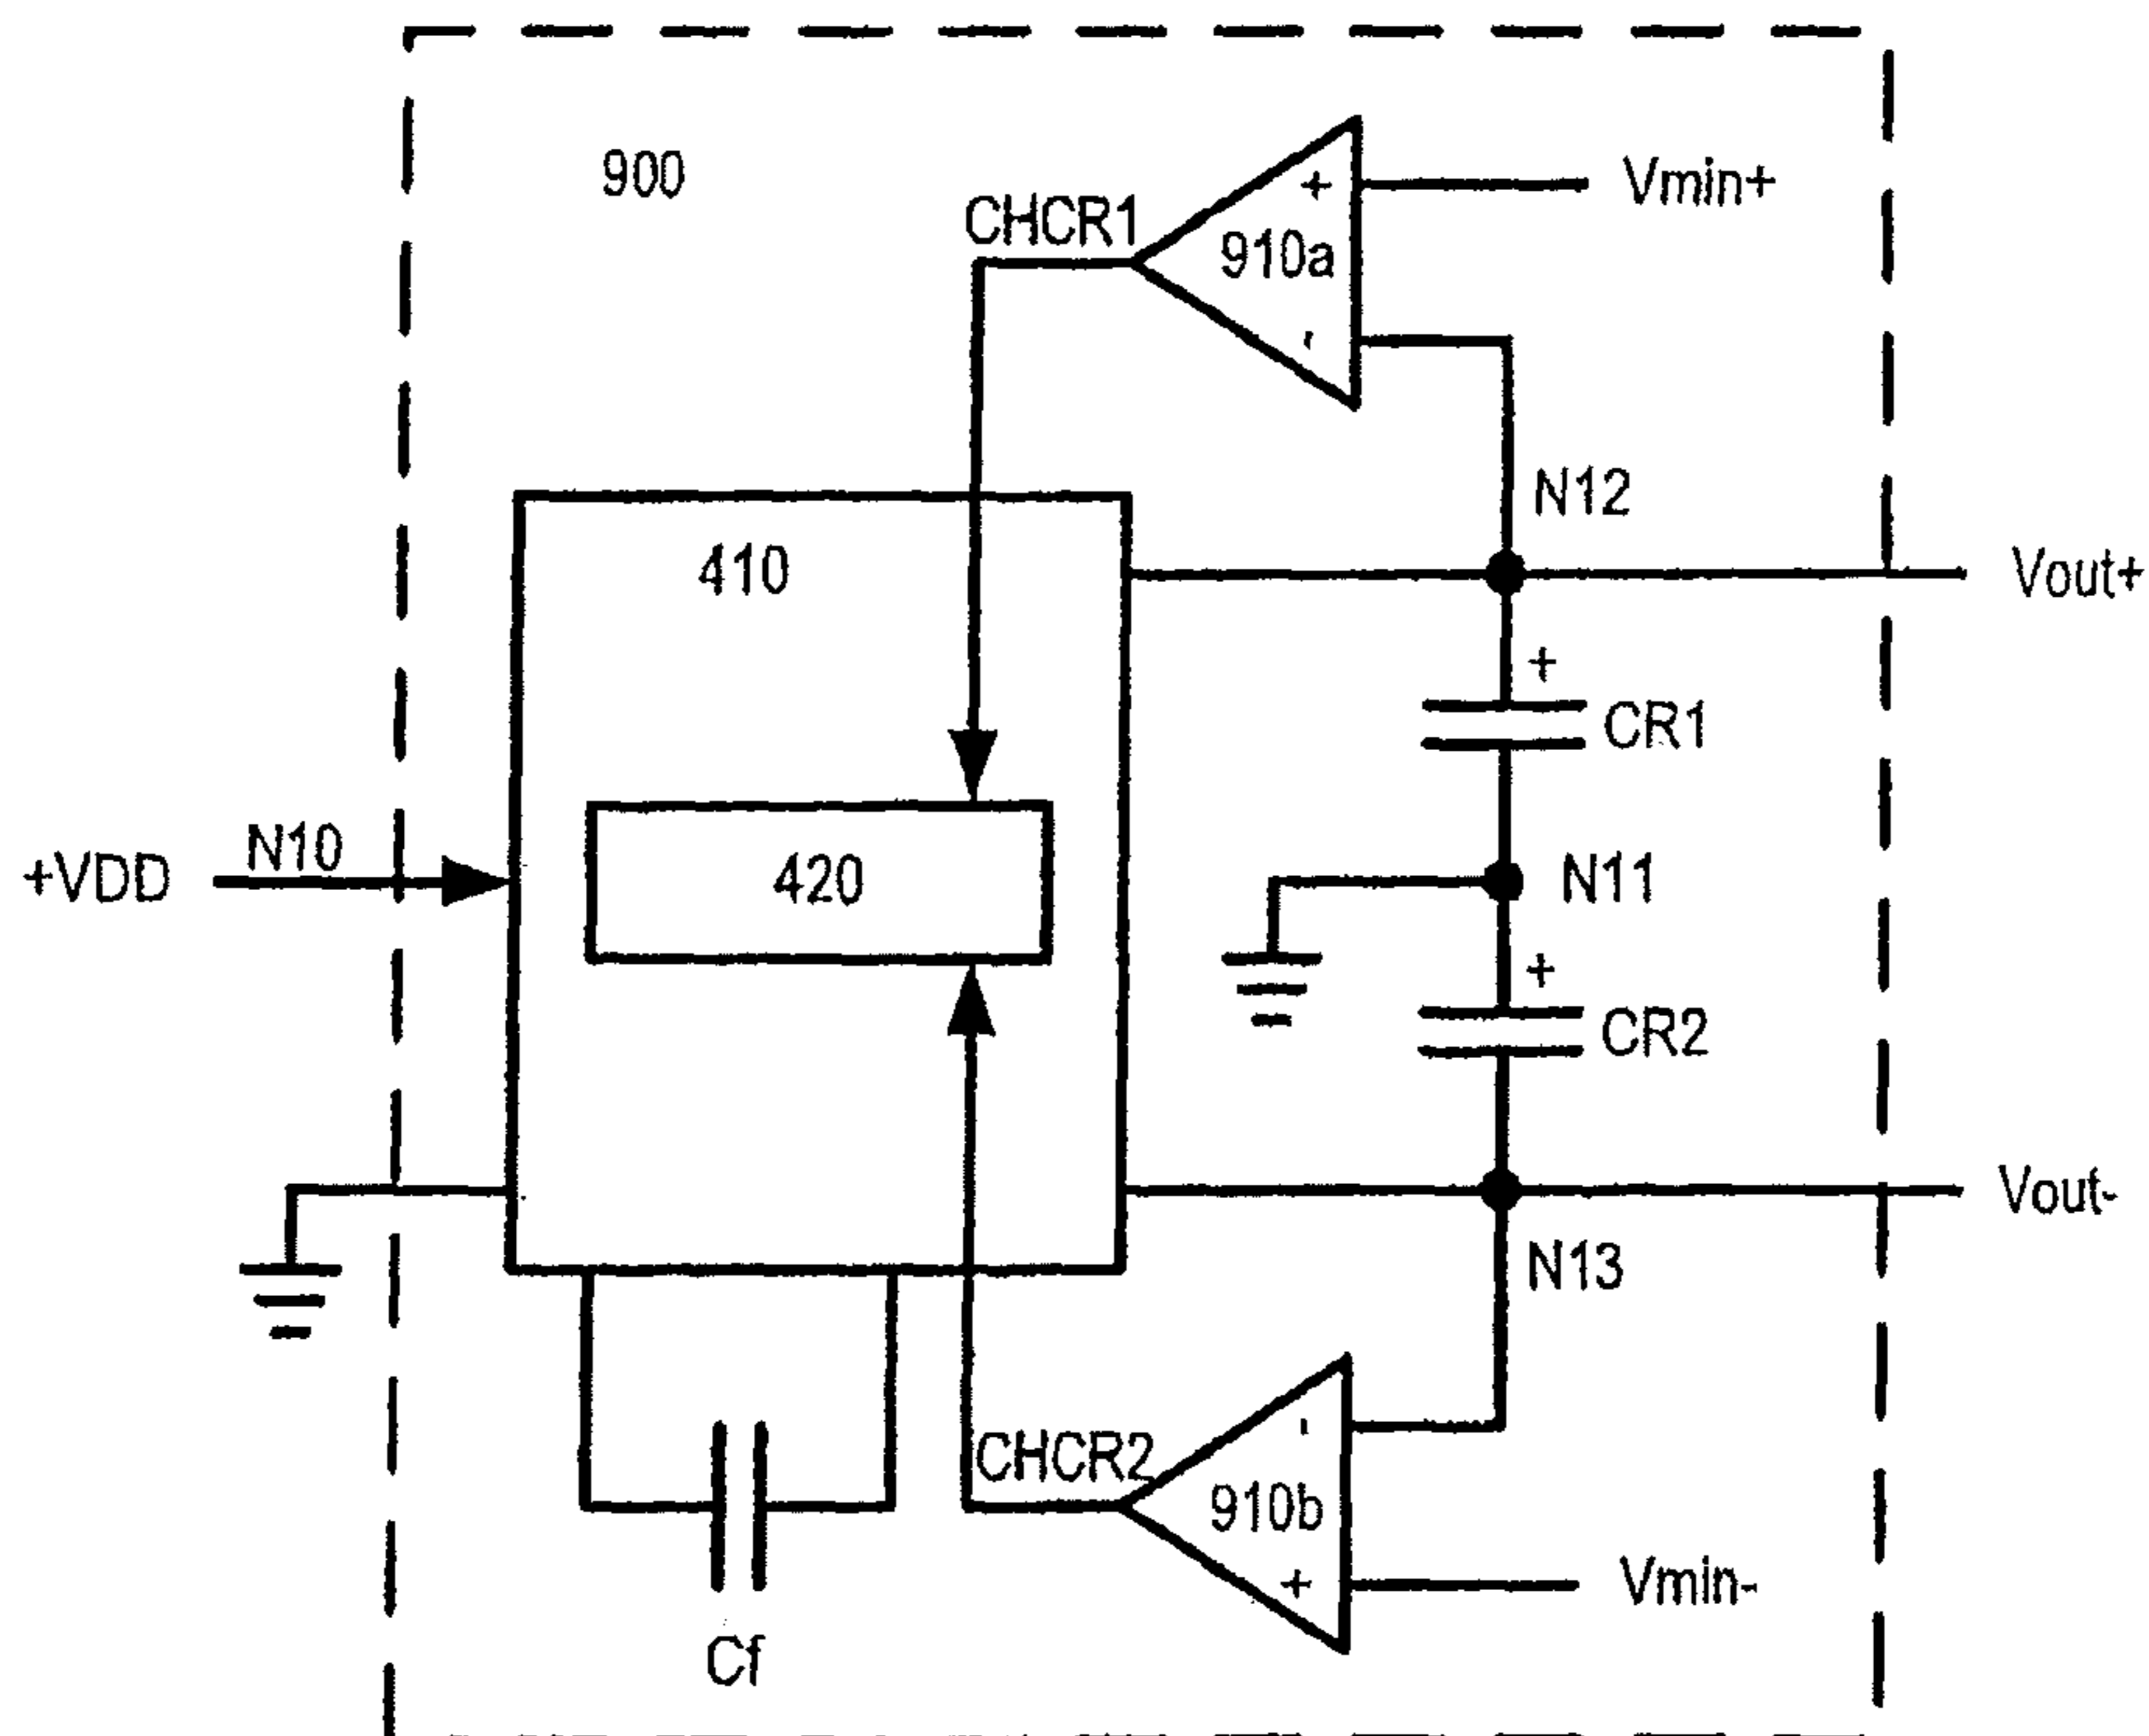 900
Vmin+
CHCR1
+
910a
-
N12
410
Vout+
+
CR1
N10
+VDD
420
N11
+
CR2
Vout-
N13
-
CHCR2
910b
+
Vmin-
Cf